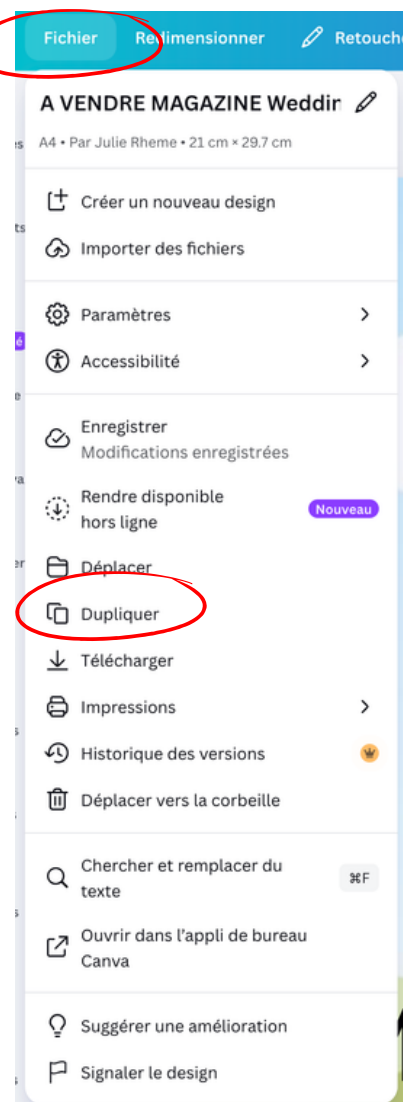 Fichier Redimensionner Retouche
A VENDRE MAGAZINE Weddin
A4 • Par Julie Rheme • 21 cm × 29.7 cm
Créer un nouveau design
Importer des fichiers
Paramètres
Accessibilité
Enregistrer
Modifications enregistrées
Rendre disponible
hors ligne
Nouveau
Déplacer
Dupliquer
Télécharger
Impressions
Historique des versions
Déplacer vers la corbeille
Chercher et remplacer du
texte
⌘F
Ouvrir dans l'appli de bureau
Canva
Suggérer une amélioration
Signaler le design